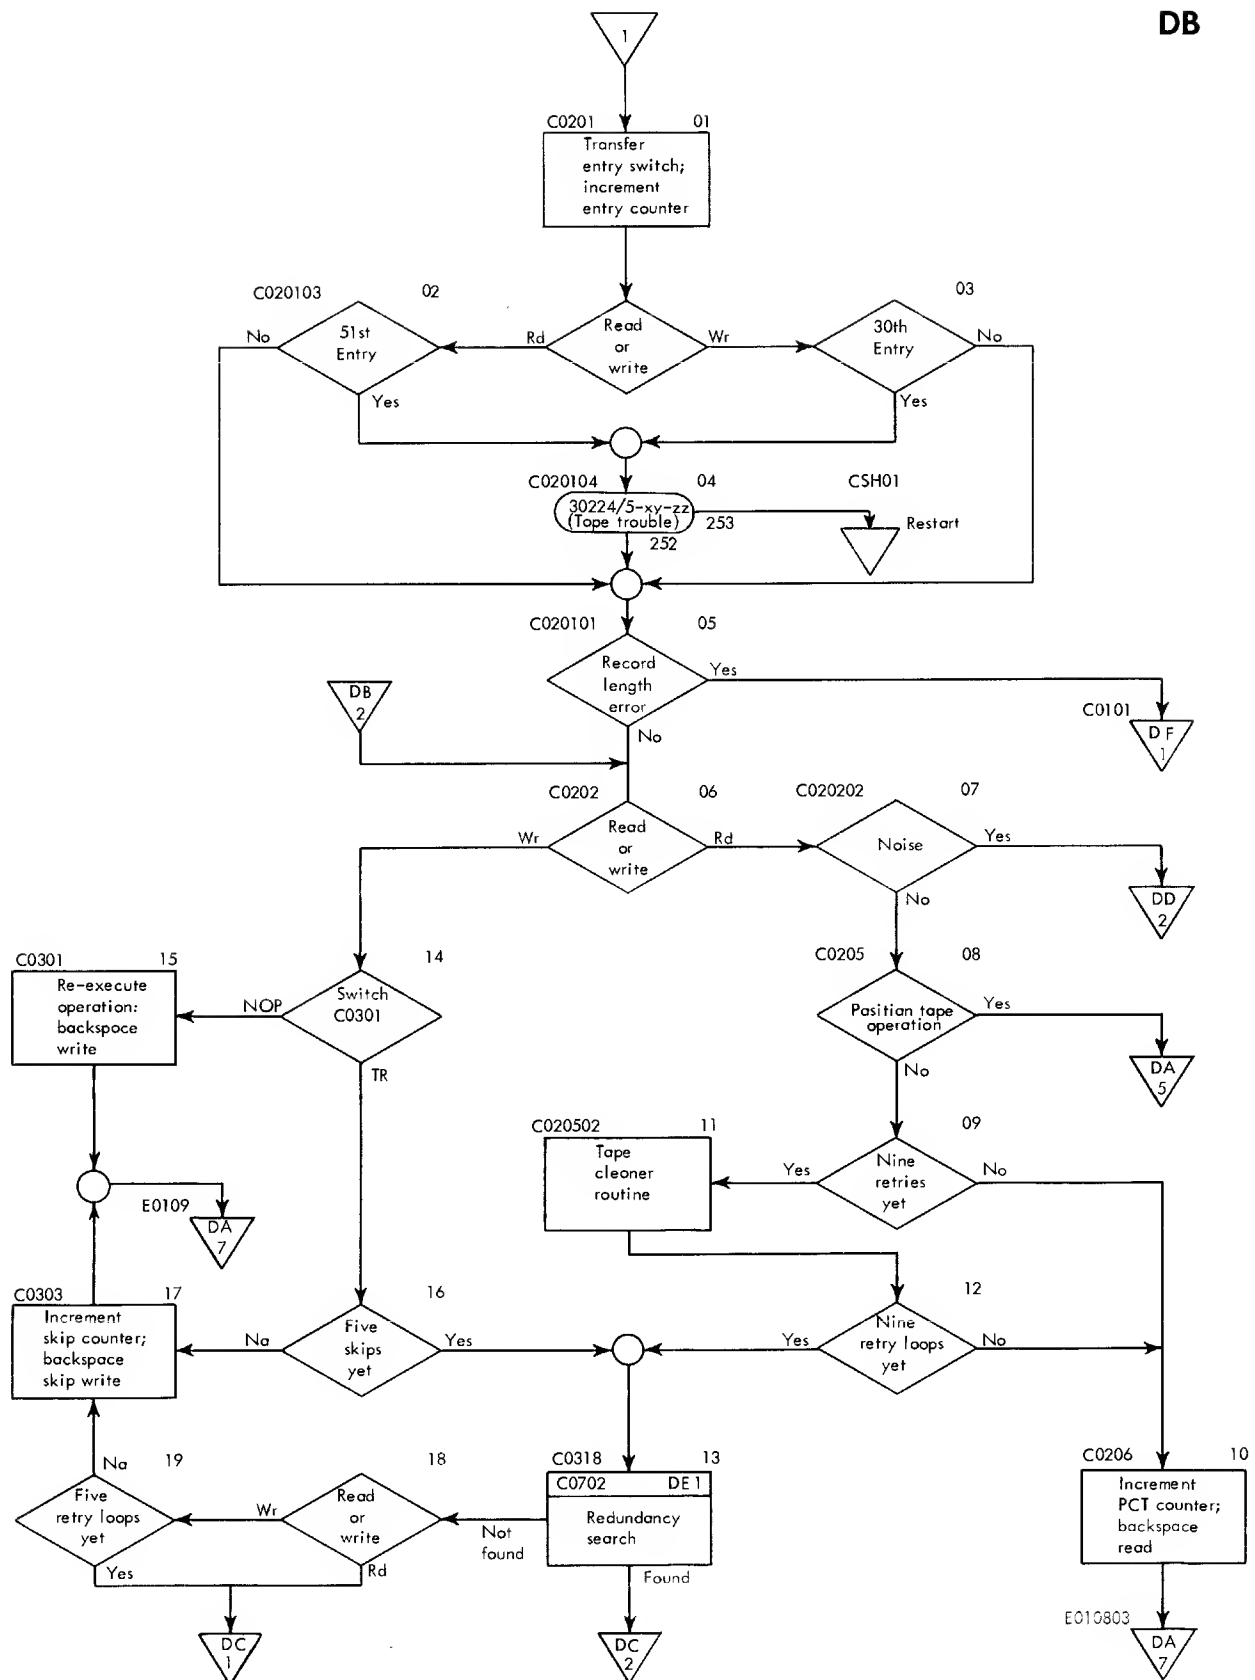 DB
1
C0201 01
Transfer
entry switch;
increment
entry counter
C020103 02
03
No
51st
Entry
Rd
Read
or
write
Wr
30th
Entry
No
Yes
Yes
C020104 04
CSH01
30224/5-xy-zz
(Tape trouble)
253
Restart
252
C020101 05
Record
length
error
Yes
DB
2
No
C0101
DF
1
C0202 06
C020202 07
Wr
Read
or
write
Rd
Noise
Yes
DD
2
No
C0205 08
C0301 15
14
Re-execute
operation:
backspace
write
NOP
Switch
C0301
Position tape
operation
Yes
DA
5
TR
No
C020502 11
09
Tape
cleaner
routine
Yes
Nine
retries
yet
No
E0109
DA
7
C0303 17
16
12
Increment
skip counter;
backspace
skip write
No
Five
skips
yet
Yes
Yes
Nine
retry loops
yet
No
No
19
18
C0318 13
C0702 DE 1
Redundancy
search
C0206 10
Increment
PCT counter;
backspace
read
Five
retry loops
yet
Wr
Read
or
write
Not
found
Yes
Rd
Found
E010803
DC
1
DC
2
DA
7